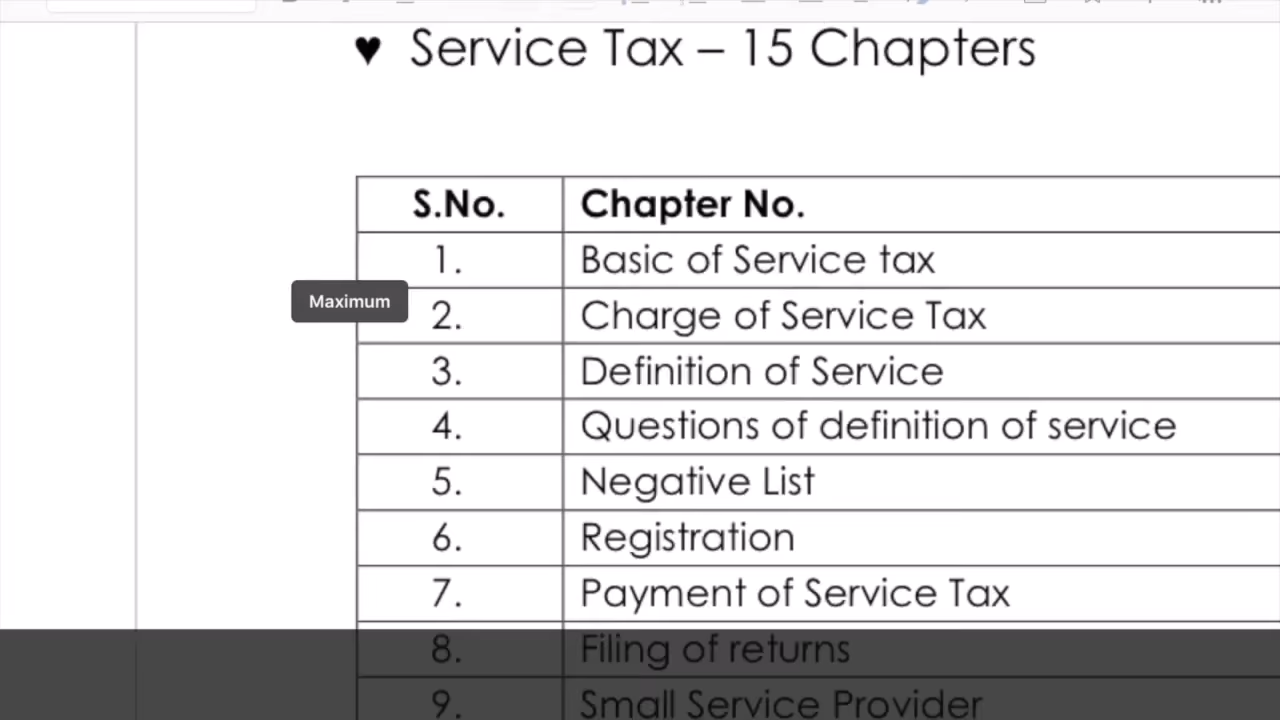 ♥ Service Tax – 15 Chapters
S.No. Chapter No.
1. Basic of Service tax
Maximum
2. Charge of Service Tax
3. Definition of Service
4. Questions of definition of service
5. Negative List
6. Registration
7. Payment of Service Tax
8. Filing of returns
9. Small Service Provider